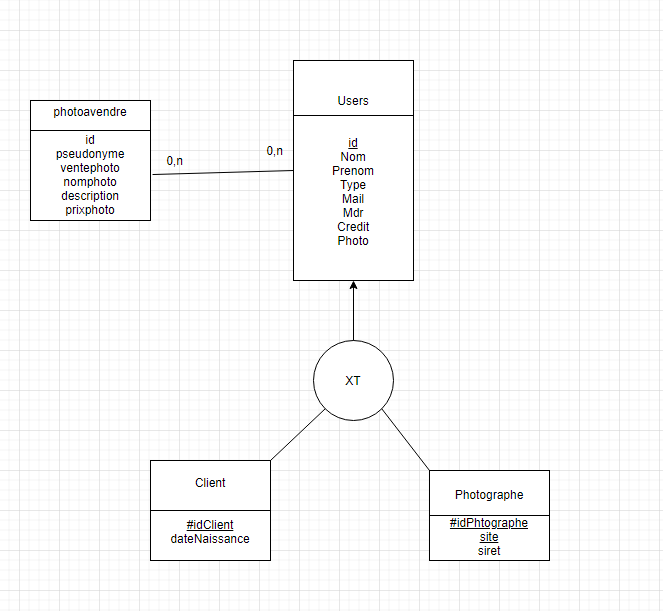 photoavendre
id
pseudonyme
ventephoto
nomphoto
description
prixphoto
0,n
0,n
Users
id
Nom
Prenom
Type
Mail
Mdr
Credit
Photo
XT
Client
#idClient
dateNaissance
Photographe
#idPhtographe
site
siret